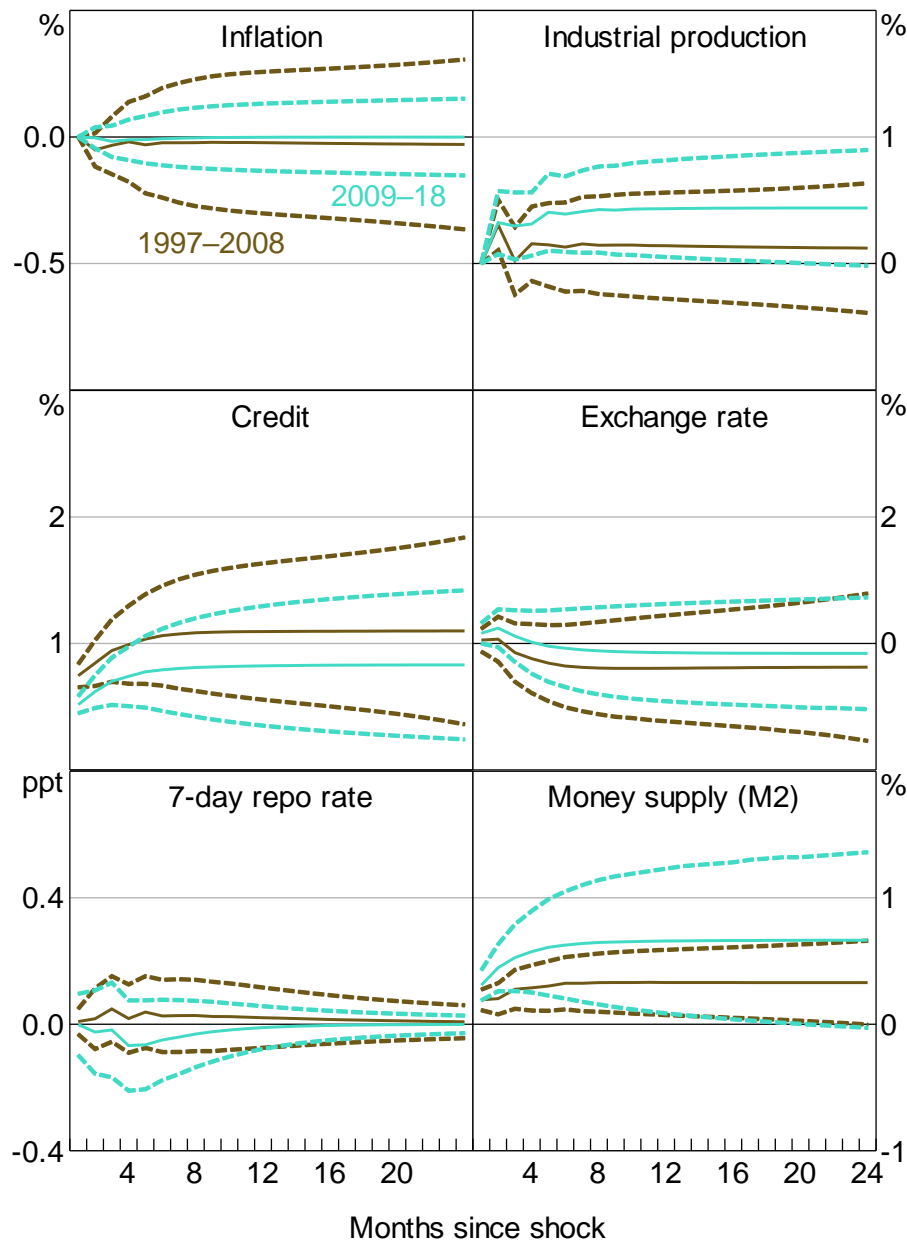 % %
Inflation Industrial production
0.0 1
2009–18
1997–2008
-0.5 0
% %
Credit Exchange rate
2 2
1 0
ppt %
7-day repo rate Money supply (M2)
0.4 1
0.0 0
-0.4 -1
4 8 12 16 20 4 8 12 16 20 24
Months since shock